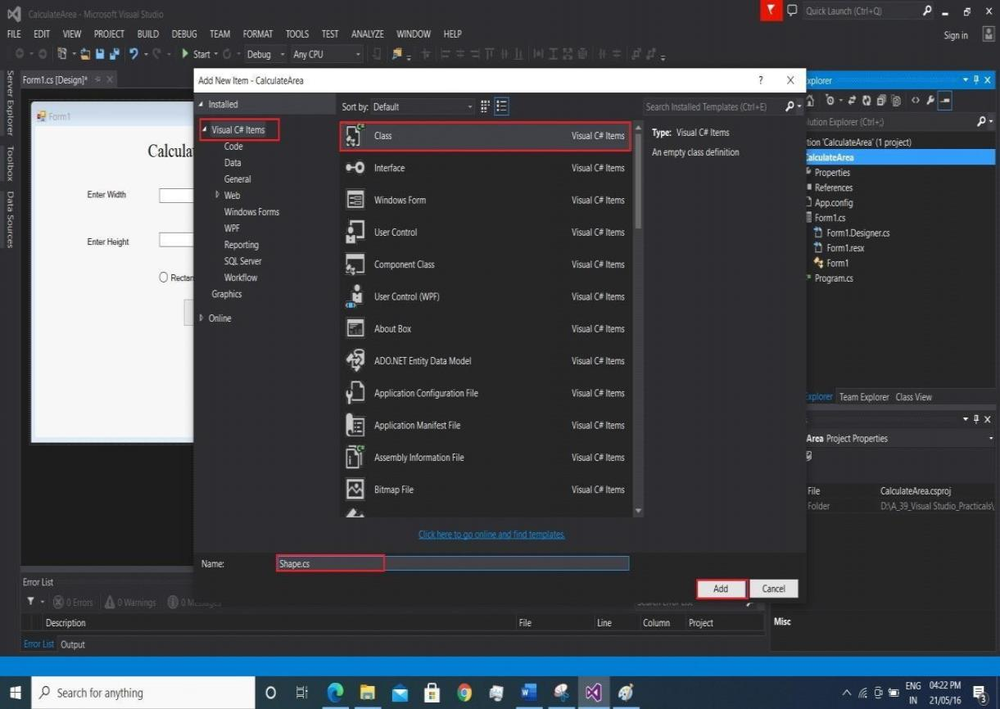 CalculateArea - Microsoft Visual Studio
Quick Launch (Ctrl+Q)
FILE EDIT VIEW PROJECT BUILD DEBUG TEAM FORMAT TOOLS TEST ANALYZE WINDOW HELP
Sign in
Start Debug Any CPU
Server Explorer
Toolbox
Data Sources
Form1.cs [Design]*
Form1
Calcula
Enter Width
Enter Height
Rectan
Add New Item - CalculateArea
? X
Installed
Visual C# Items
Code
Data
General
Web
Windows Forms
WPF
Reporting
SQL Server
Workflow
Graphics
Online
Sort by: Default
Search Installed Templates (Ctrl+E)
Class Visual C# Items
Interface Visual C# Items
Windows Form Visual C# Items
User Control Visual C# Items
Component Class Visual C# Items
User Control (WPF) Visual C# Items
About Box Visual C# Items
ADO.NET Entity Data Model Visual C# Items
Application Configuration File Visual C# Items
Application Manifest File Visual C# Items
Assembly Information File Visual C# Items
Bitmap File Visual C# Items
Type: Visual C# Items
An empty class definition
Click here to go online and find templates.
Name: Shape.cs
Add Cancel
xplorer
lution Explorer (Ctrl+;)
tion 'CalculateArea' (1 project)
CalculateArea
Properties
References
App.config
Form1.cs
Form1.Designer.cs
Form1.resx
Form1
Program.cs
Explorer Team Explorer Class View
Area Project Properties
File CalculateArea.csproj
Folder D:\A_39_Visual Studio_Practicals\
Misc
Error List
0 Errors 0 Warnings 0 Messages
Search Error List
Description File Line Column Project
Error List Output
Search for anything
ENG 04:22 PM
IN 21/05/16
3